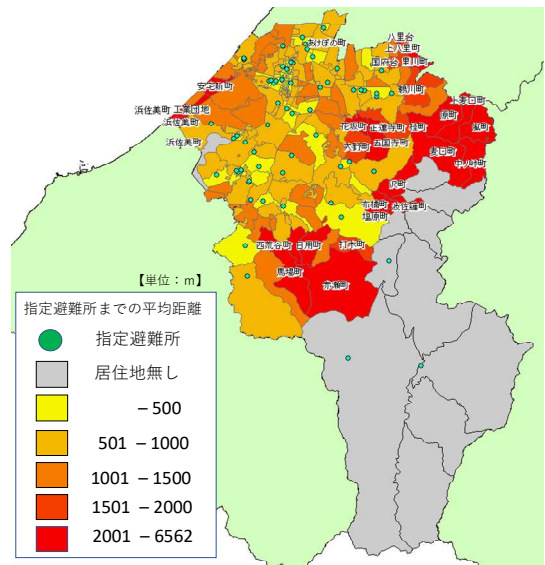 あけぼの町
八里台
上八里町
国府台
里川町
安宅新町
鶴川町
浜佐美町
工業団地
上麦口町
原町
嵐町
浜佐美町
花坂町
正蓮寺町
桂町
浜佐美町
大野町
五国寺町
麦口町
中ノ峠町
沢町
布橋町
塩原町
西荒谷町
日用町
打木町
馬場町
赤瀬町
【単位：m】
指定避難所までの平均距離
指定避難所
居住地無し
−500
501 −1000
1001 −1500
1501 −2000
2001 −6562